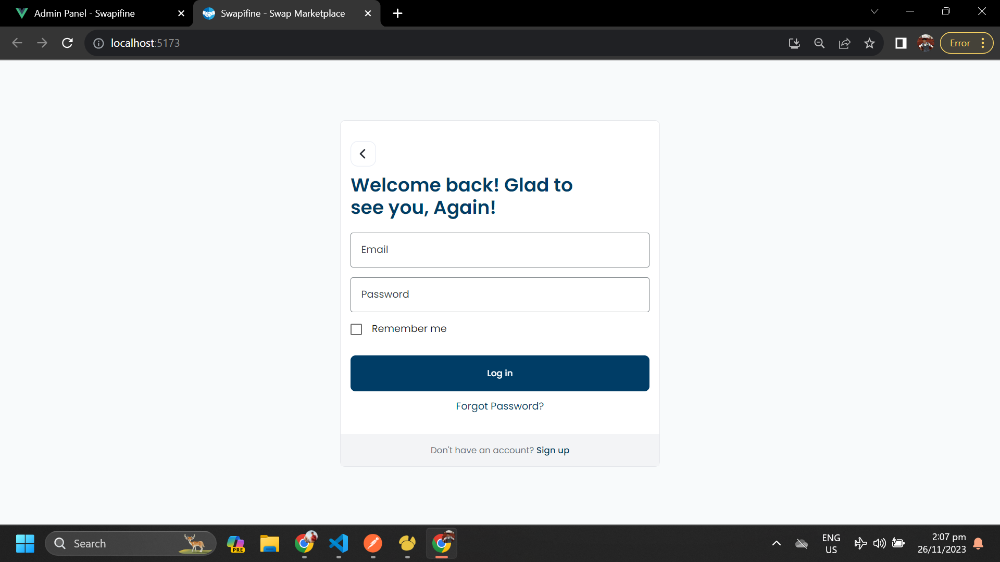 Admin Panel - Swapifine
Swapifine - Swap Marketplace
localhost:5173
Error
Welcome back! Glad to
see you, Again!
Email
Password
Remember me
Log in
Forgot Password?
Don't have an account? Sign up
Search
PRE
ENG
US
2:07 pm
26/11/2023